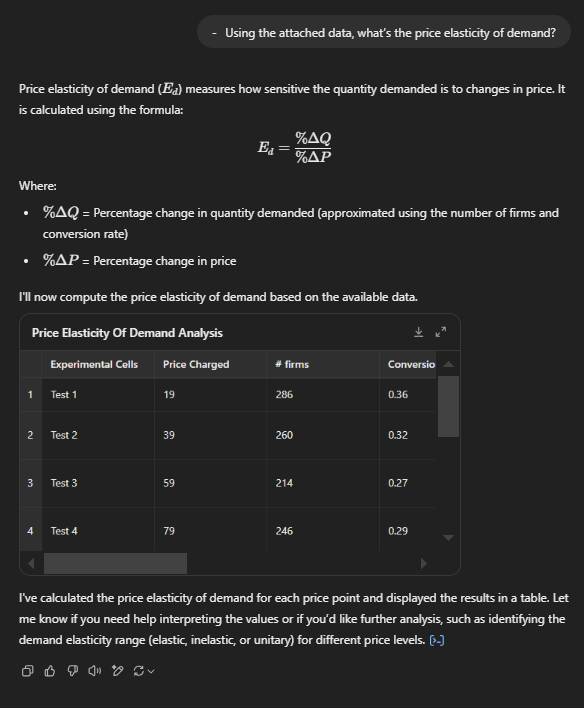 - Using the attached data, what's the price elasticity of demand?
Price elasticity of demand (E_d) measures how sensitive the quantity demanded is to changes in price. It
is calculated using the formula:
E_d = %ΔQ / %ΔP
Where:
• %ΔQ = Percentage change in quantity demanded (approximated using the number of firms and
conversion rate)
• %ΔP = Percentage change in price
I'll now compute the price elasticity of demand based on the available data.
Price Elasticity Of Demand Analysis
Experimental Cells Price Charged # firms Conversio
1 Test 1 19 286 0.36
2 Test 2 39 260 0.32
3 Test 3 59 214 0.27
4 Test 4 79 246 0.29
I've calculated the price elasticity of demand for each price point and displayed the results in a table. Let
me know if you need help interpreting the values or if you'd like further analysis, such as identifying the
demand elasticity range (elastic, inelastic, or unitary) for different price levels. [>-]